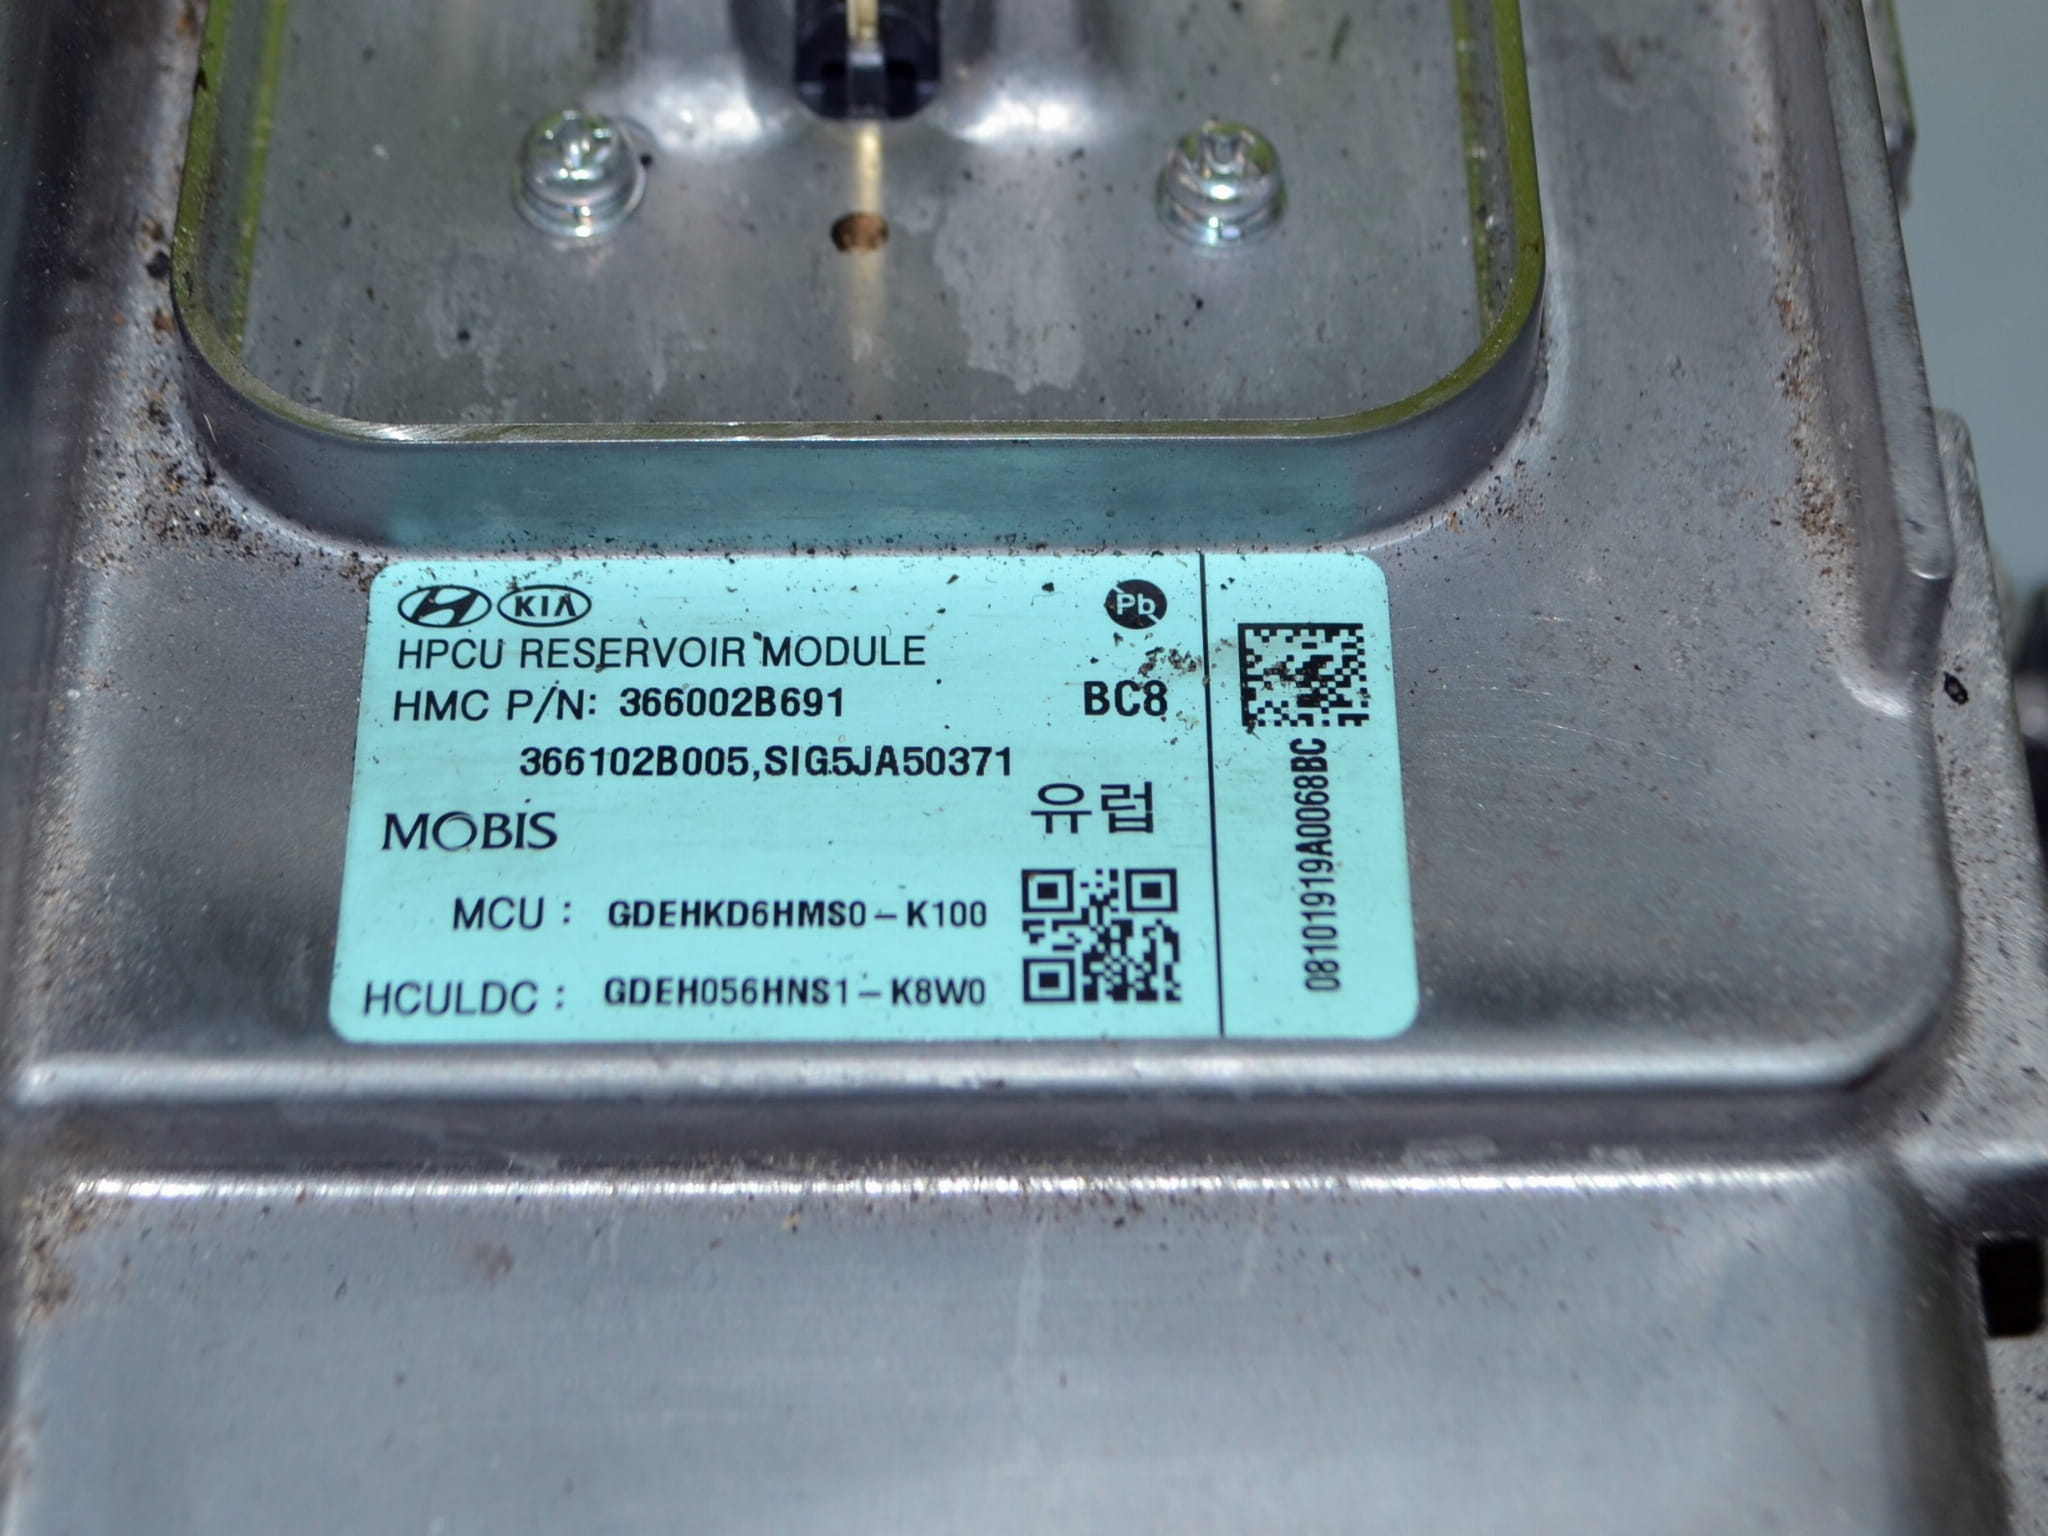 KIA
Pb
HPCU RESERVOIR MODULE
HMC P/N: 366002B691
BC8
366102B005,SIG5JA50371
유럽
MOBIS
MCU : GDEHKD6HMS0-K100
HCULDC : GDEH056HNS1-K8W0
08101919A0068BC